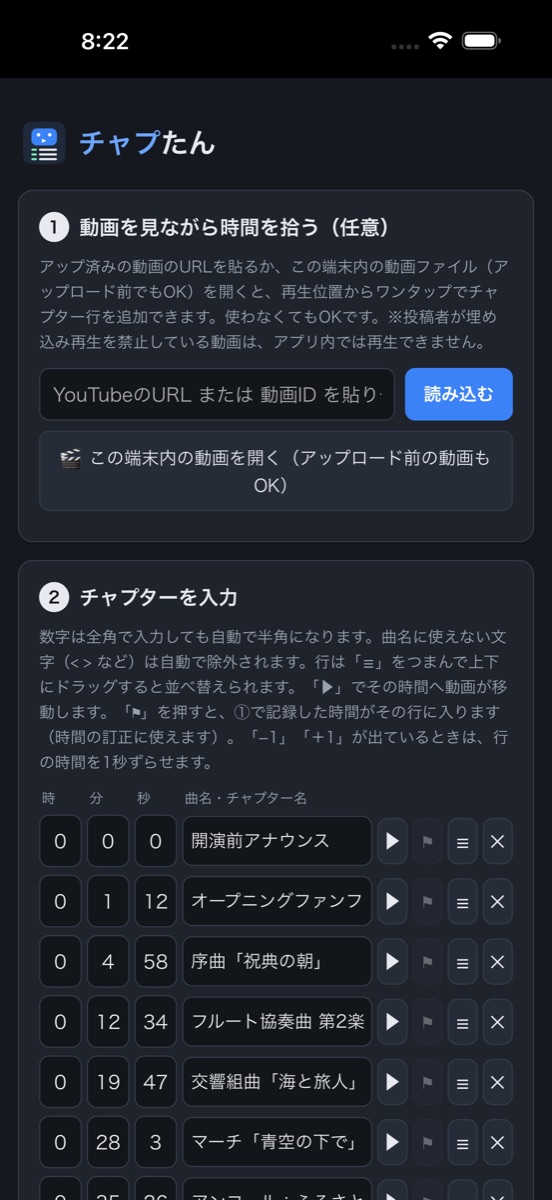 8:22
チャプたん
1 動画を見ながら時間を拾う（任意）
アップ済みの動画のURLを貼るか、この端末内の動画ファイル（ア
ップロード前でもOK）を開くと、再生位置からワンタップでチャ
プター行を追加できます。使わなくてもOKです。※投稿者が埋め
込み再生を禁止している動画は、アプリ内では再生できません。
YouTubeのURL または 動画ID を貼り
読み込む
🎬 この端末内の動画を開く（アップロード前の動画も
OK）
2 チャプターを入力
数字は全角で入力しても自動で半角になります。曲名に使えない文
字（< > など）は自動で除外されます。行は「≡」をつまんで上下
にドラッグすると並べ替えられます。「▶」でその時間へ動画が移
動します。「⚑」を押すと、①で記録した時間がその行に入ります
（時間の訂正に使えます）。「−1」「＋1」が出ているときは、行
の時間を1秒ずらせます。
時 分 秒 曲名・チャプター名
0 0 0 開演前アナウンス ▶ ⚑ ≡ ×
0 1 12 オープニングファンフ ▶ ⚑ ≡ ×
0 4 58 序曲「祝典の朝」 ▶ ⚑ ≡ ×
0 12 34 フルート協奏曲 第2楽 ▶ ⚑ ≡ ×
0 19 47 交響組曲「海と旅人」 ▶ ⚑ ≡ ×
0 28 3 マーチ「青空の下で」 ▶ ⚑ ≡ ×